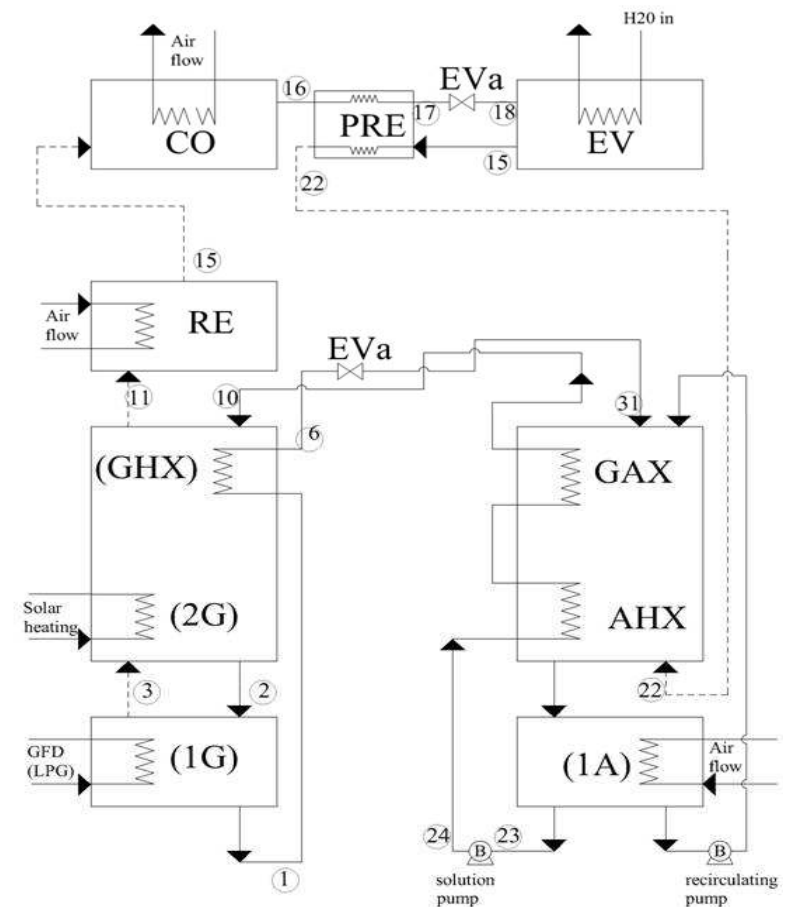 H20 in
Air
flow
16
EVa
17
18
CO
PRE
EV
22
15
15
RE
Air
flow
EVa
11
10
31
6
(GHX)
GAX
Solar
heating
(2G)
AHX
3
2
22
GFD
(LPG)
(1G)
(1A)
Air
flow
24
23
B
B
1
solution
pump
recirculating
pump